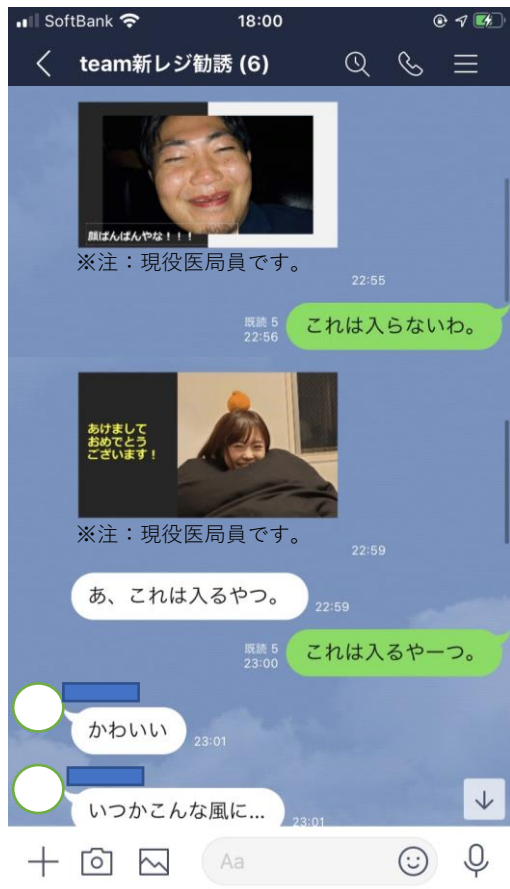 SoftBank 18:00
team新レジ勧誘 (6)
顔ぱんぱんやな！！！
※注：現役医局員です。
22:55
これは入らないわ。
既読 5
22:56
あけまして
おめでとう
ございます！
※注：現役医局員です。
22:59
あ、これは入るやつ。
22:59
これは入るやーつ。
既読 5
23:00
かわいい
23:01
いつかこんな風に...
23:01
Aa